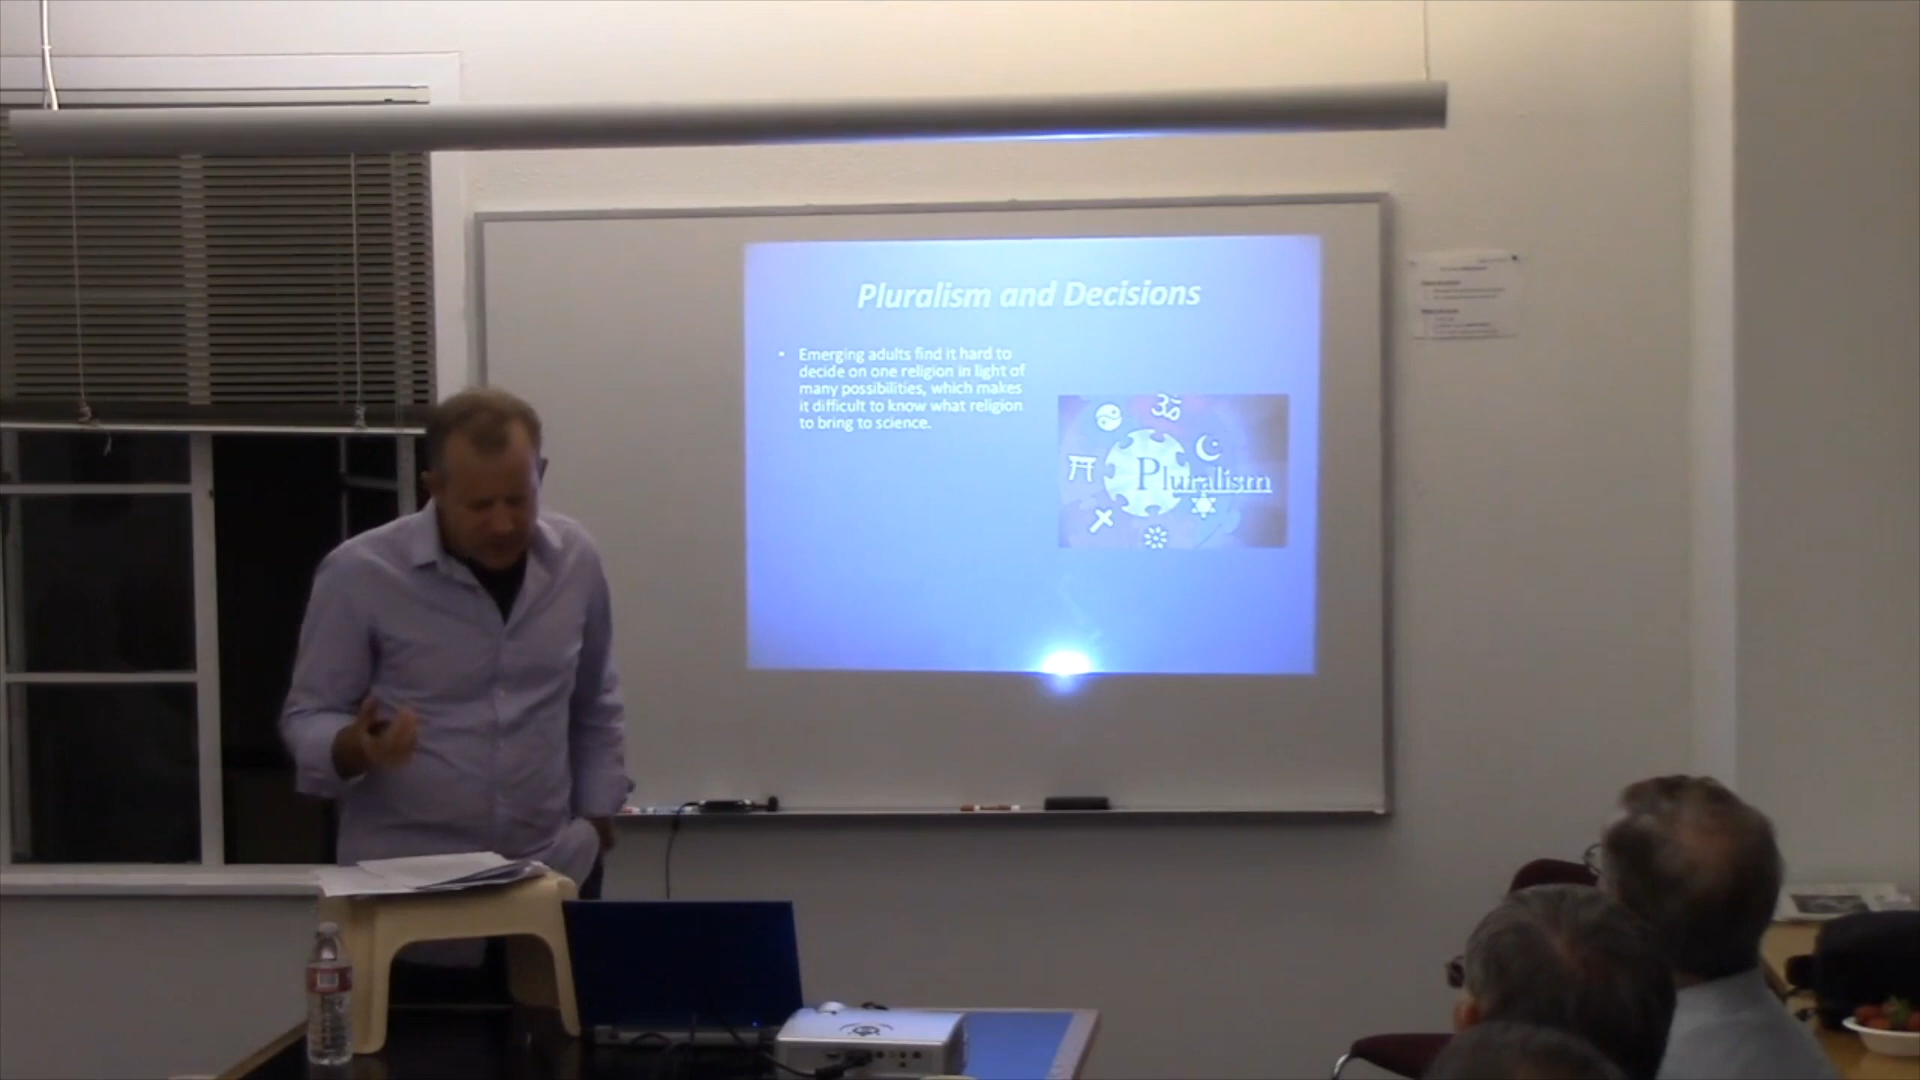 Pluralism and Decisions
• Emerging adults find it hard to
decide on one religion in light of
many possibilities, which makes
it difficult to know what religion
to bring to science.
Pluralism